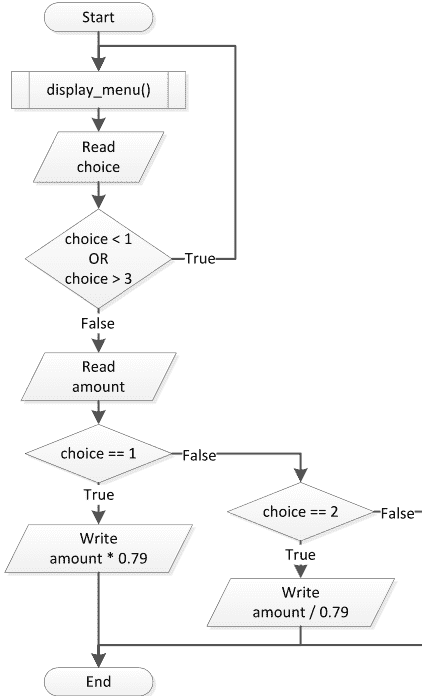 Start
display_menu()
Read
choice
choice < 1
OR
choice > 3
True
False
Read
amount
choice == 1
False
True
choice == 2
False
Write
amount * 0.79
True
Write
amount / 0.79
End